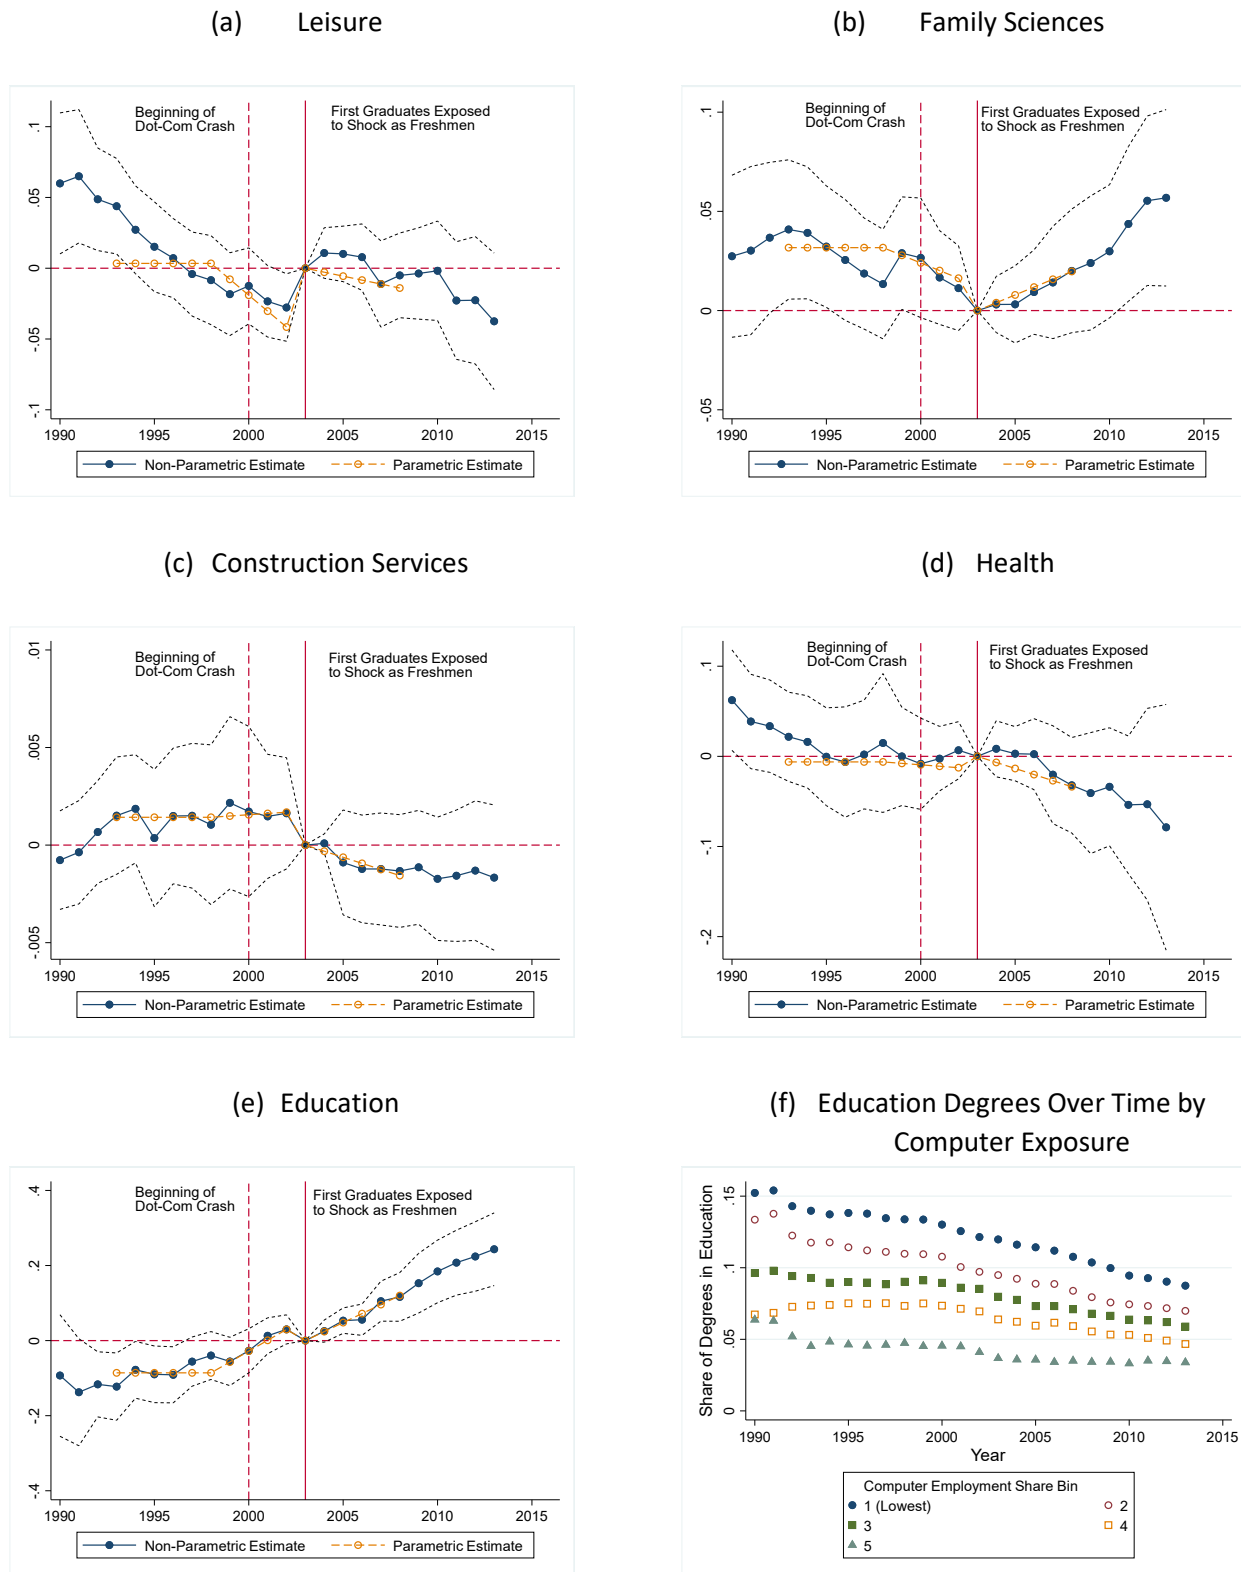 (a) Leisure
Beginning of
Dot-Com Crash
First Graduates Exposed
to Shock as Freshmen
.1
.05
0
-.05
-.1
1990 1995 2000 2005 2010 2015
Non-Parametric Estimate Parametric Estimate
(b) Family Sciences
Beginning of
Dot-Com Crash
First Graduates Exposed
to Shock as Freshmen
.1
.05
0
-.05
1990 1995 2000 2005 2010 2015
Non-Parametric Estimate Parametric Estimate
(c) Construction Services
Beginning of
Dot-Com Crash
First Graduates Exposed
to Shock as Freshmen
.01
.005
0
-.005
1990 1995 2000 2005 2010 2015
Non-Parametric Estimate Parametric Estimate
(d) Health
Beginning of
Dot-Com Crash
First Graduates Exposed
to Shock as Freshmen
.1
0
-.1
-.2
1990 1995 2000 2005 2010 2015
Non-Parametric Estimate Parametric Estimate
(e) Education
Beginning of
Dot-Com Crash
First Graduates Exposed
to Shock as Freshmen
.4
.2
0
-.2
-.4
1990 1995 2000 2005 2010 2015
Non-Parametric Estimate Parametric Estimate
(f) Education Degrees Over Time by
Computer Exposure
Share of Degrees in Education
.15
.1
.05
0
1990 1995 2000 2005 2010 2015
Year
Computer Employment Share Bin
1 (Lowest) 2
3 4
5